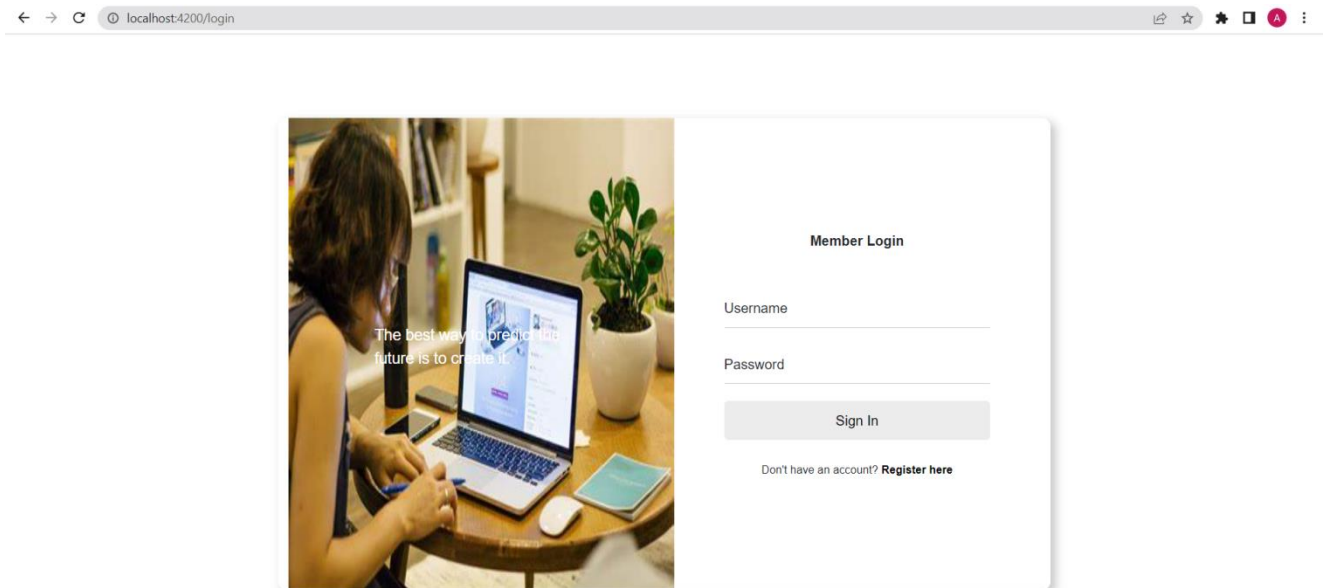 localhost:4200/login
A
The best way to predict the
future is to create it.
Member Login
Username
Password
Sign In
Don't have an account? Register here